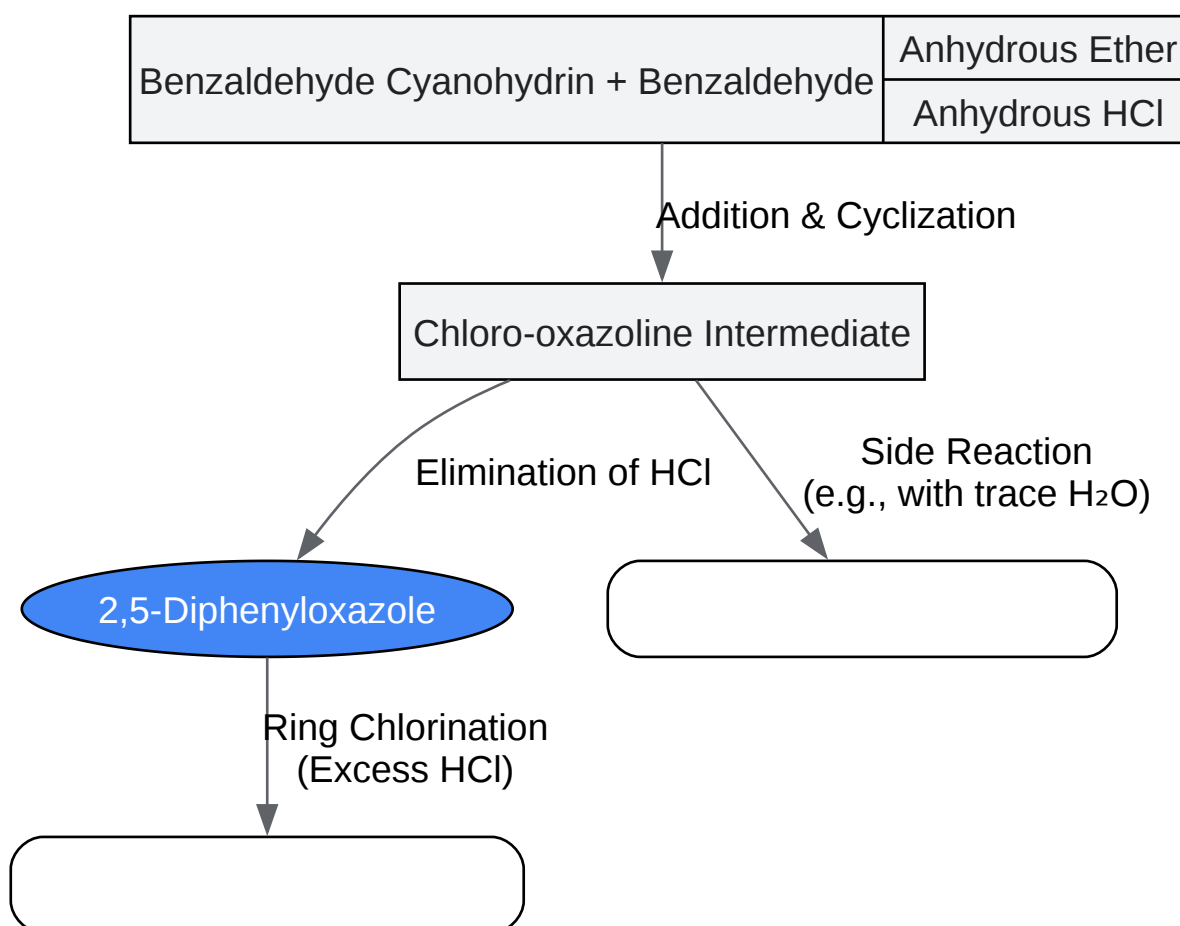 Benzaldehyde Cyanohydrin + Benzaldehyde
Anhydrous Ether
Anhydrous HCl
Addition & Cyclization
Chloro-oxazoline Intermediate
Elimination of HCl
Side Reaction
(e.g., with trace H₂O)
2,5-Diphenyloxazole
Ring Chlorination
(Excess HCl)